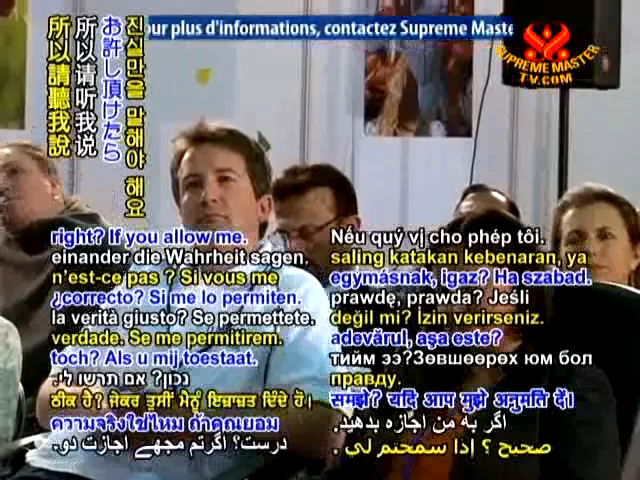 our plus d'informations, contactez Supreme Maste
SUPREME MASTER
TV.COM
所以請聽我說
所以请听我说
お許し頂けたら
진실만을 말해야 해요
right? If you allow me.
einander die Wahrheit sagen.
n'est-ce pas ? Si vous me
¿correcto? Si me lo permiten.
la verità giusto? Se permettete.
verdade. Se me permitirem.
toch? Als u mij toestaat.
נכון? אם תרשו לי.
ਠੀਕ ਹੈ? ਜੇਕਰ ਤੁਸੀਂ ਮੈਨੂੰ ਇਜ਼ਾਜ਼ਤ ਦਿੰਦੇ ਹੋ।
ความจริงใช่ไหม ถ้าคุณยอม
درست؟ اگرتم مجھے اجازت دو.
Nếu quý vị cho phép tôi.
saling katakan kebenaran, ya
egymásnak, igaz? Ha szabad.
prawdę, prawda? Jeśli
değil mi? İzin verirseniz.
adevărul, aşa este?
тийм ээ?Зөвшөөрөх юм бол
правду.
समझे? यदि आप मुझे अनुमति दें।
اگر به من اجازه بدهید.
صحيح ؟ إذا سمحتم لي .